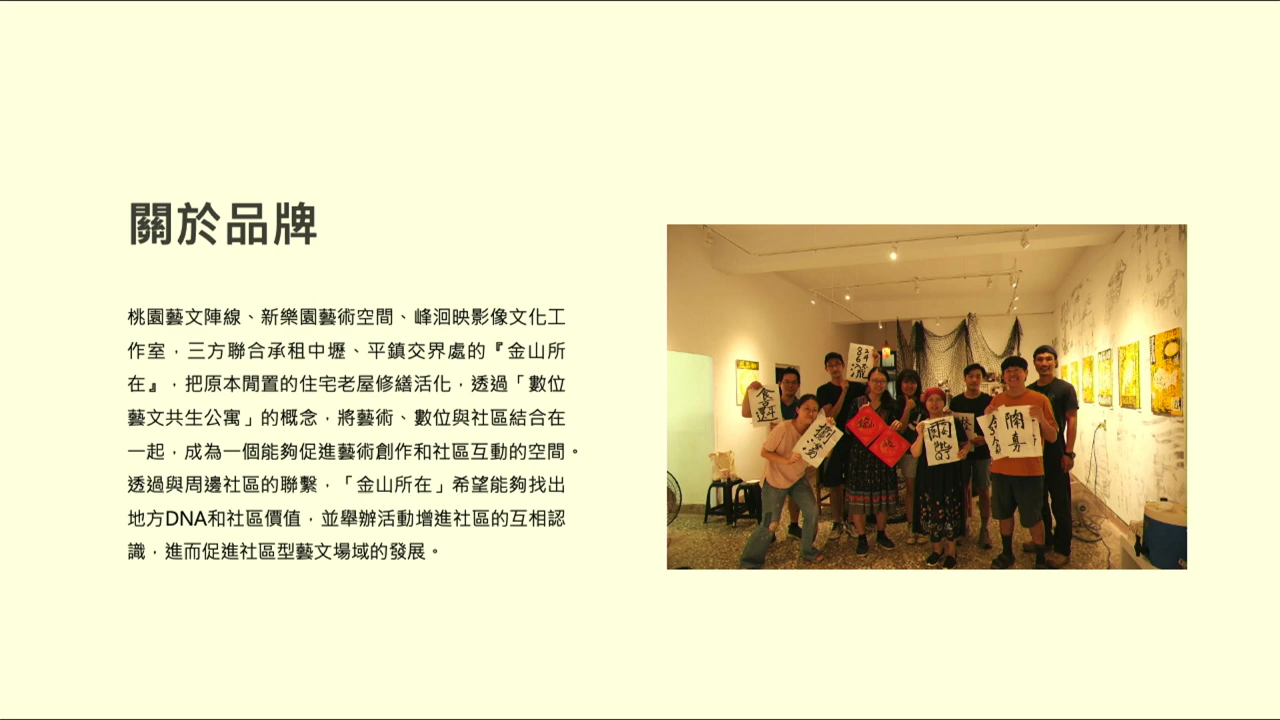 關於品牌
桃園藝文陣線、新樂園藝術空間、峰洄映影像文化工
作室，三方聯合承租中壢、平鎮交界處的『金山所
在』，把原本閒置的住宅老屋修繕活化，透過「數位
藝文共生公寓」的概念，將藝術、數位與社區結合在
一起，成為一個能夠促進藝術創作和社區互動的空間。
透過與周邊社區的聯繫，「金山所在」希望能夠找出
地方DNA和社區價值，並舉辦活動增進社區的互相認
識，進而促進社區型藝文場域的發展。